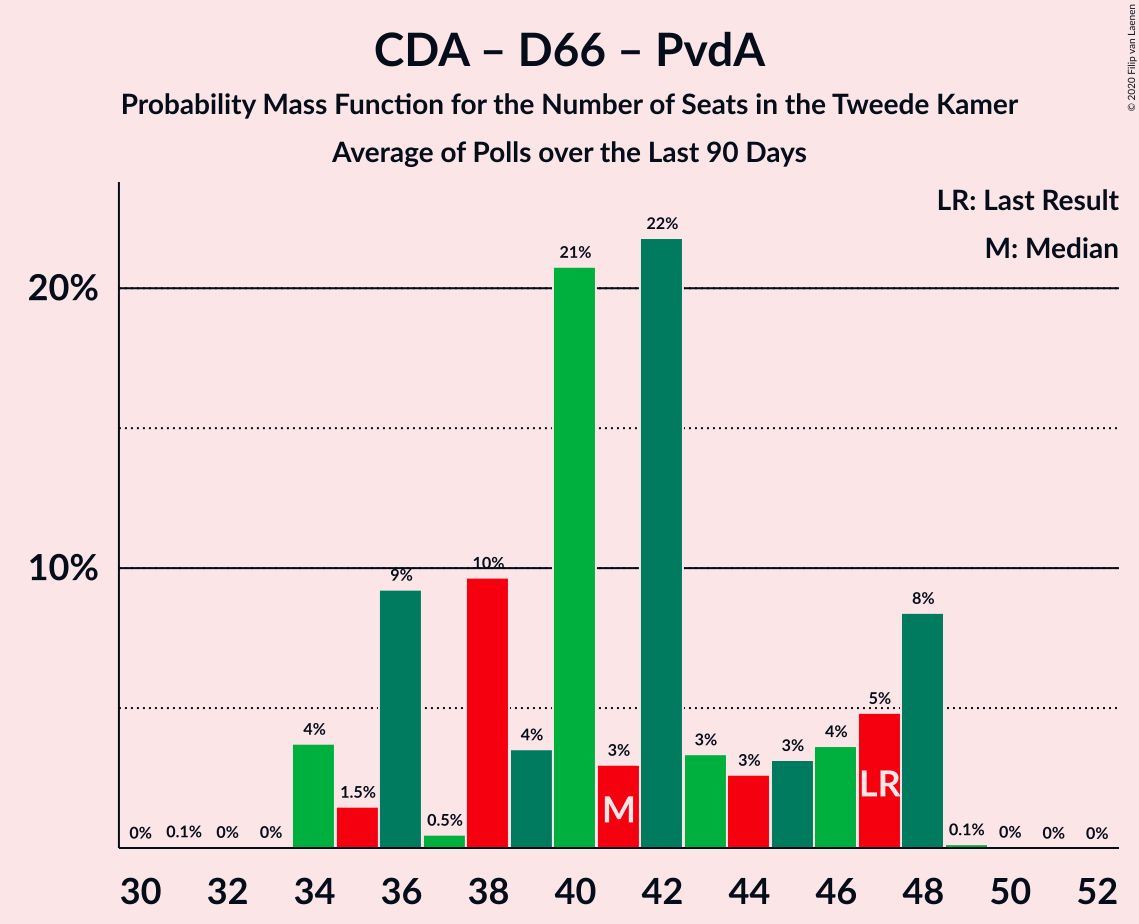 CDA – D66 – PvdA
Probability Mass Function for the Number of Seats in the Tweede Kamer
Average of Polls over the Last 90 Days
© 2020 Filip van Laenen
LR: Last Result
M: Median
20%
10%
0%
0.1%
0%
0%
4%
1.5%
9%
0.5%
10%
4%
21%
3%
22%
3%
3%
3%
4%
5%
8%
0.1%
0%
0%
0%
M
LR
30 32 34 36 38 40 42 44 46 48 50 52